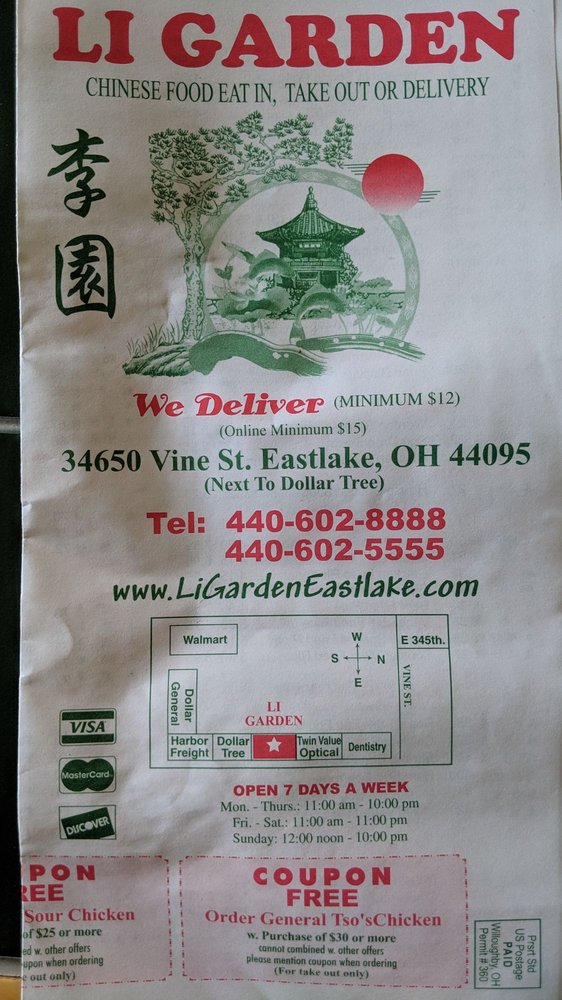 LI GARDEN
CHINESE FOOD EAT IN, TAKE OUT OR DELIVERY
李
園
We Deliver (MINIMUM $12)
(Online Minimum $15)
34650 Vine St. Eastlake, OH 44095
(Next To Dollar Tree)
Tel: 440-602-8888
440-602-5555
www.LiGardenEastlake.com
Walmart
W
S N
E
E 345th.
VINE ST.
Dollar
General
LI
GARDEN
Harbor
Freight
Dollar
Tree
Twin Value
Optical
Dentistry
VISA
MasterCard
DISCOVER
OPEN 7 DAYS A WEEK
Mon. - Thurs.: 11:00 am - 10:00 pm
Fri. - Sat.: 11:00 am - 11:00 pm
Sunday: 12:00 noon - 10:00 pm
PON
REE
Sour Chicken
of $25 or more
ed w. other offers
upon when ordering
e out only)
COUPON
FREE
Order General Tso'sChicken
w. Purchase of $30 or more
cannot combined w. other offers
please mention coupon when ordering
(For take out only)
Prsrt Std
US Postage
PAID
Willoughby, OH
Permit # 360